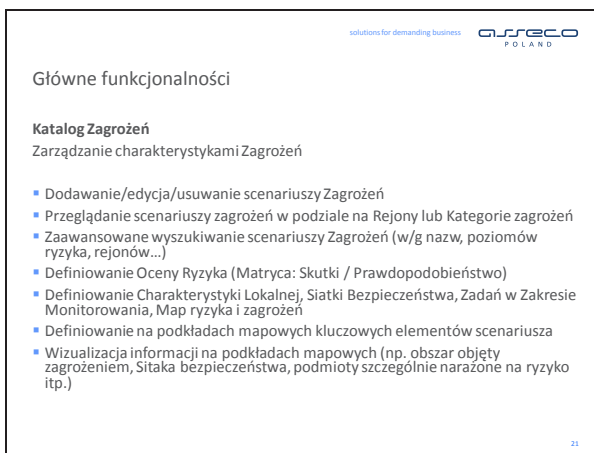 solutions for demanding business
asseco
POLAND
Główne funkcjonalności
Katalog Zagrożeń
Zarządzanie charakterystykami Zagrożeń
Dodawanie/edycja/usuwanie scenariuszy Zagrożeń
Przeglądanie scenariuszy zagrożeń w podziale na Rejony lub Kategorie zagrożeń
Zaawansowane wyszukiwanie scenariuszy Zagrożeń (w/g nazw, poziomów
ryzyka, rejonów...)
Definiowanie Oceny Ryzyka (Matryca: Skutki / Prawdopodobieństwo)
Definiowanie Charakterystyki Lokalnej, Siatki Bezpieczeństwa, Zadań w Zakresie
Monitorowania, Map ryzyka i zagrożeń
Definiowanie na podkładach mapowych kluczowych elementów scenariusza
Wizualizacja informacji na podkładach mapowych (np. obszar objęty
zagrożeniem, Sitaka bezpieczeństwa, podmioty szczególnie narażone na ryzyko
itp.)
21